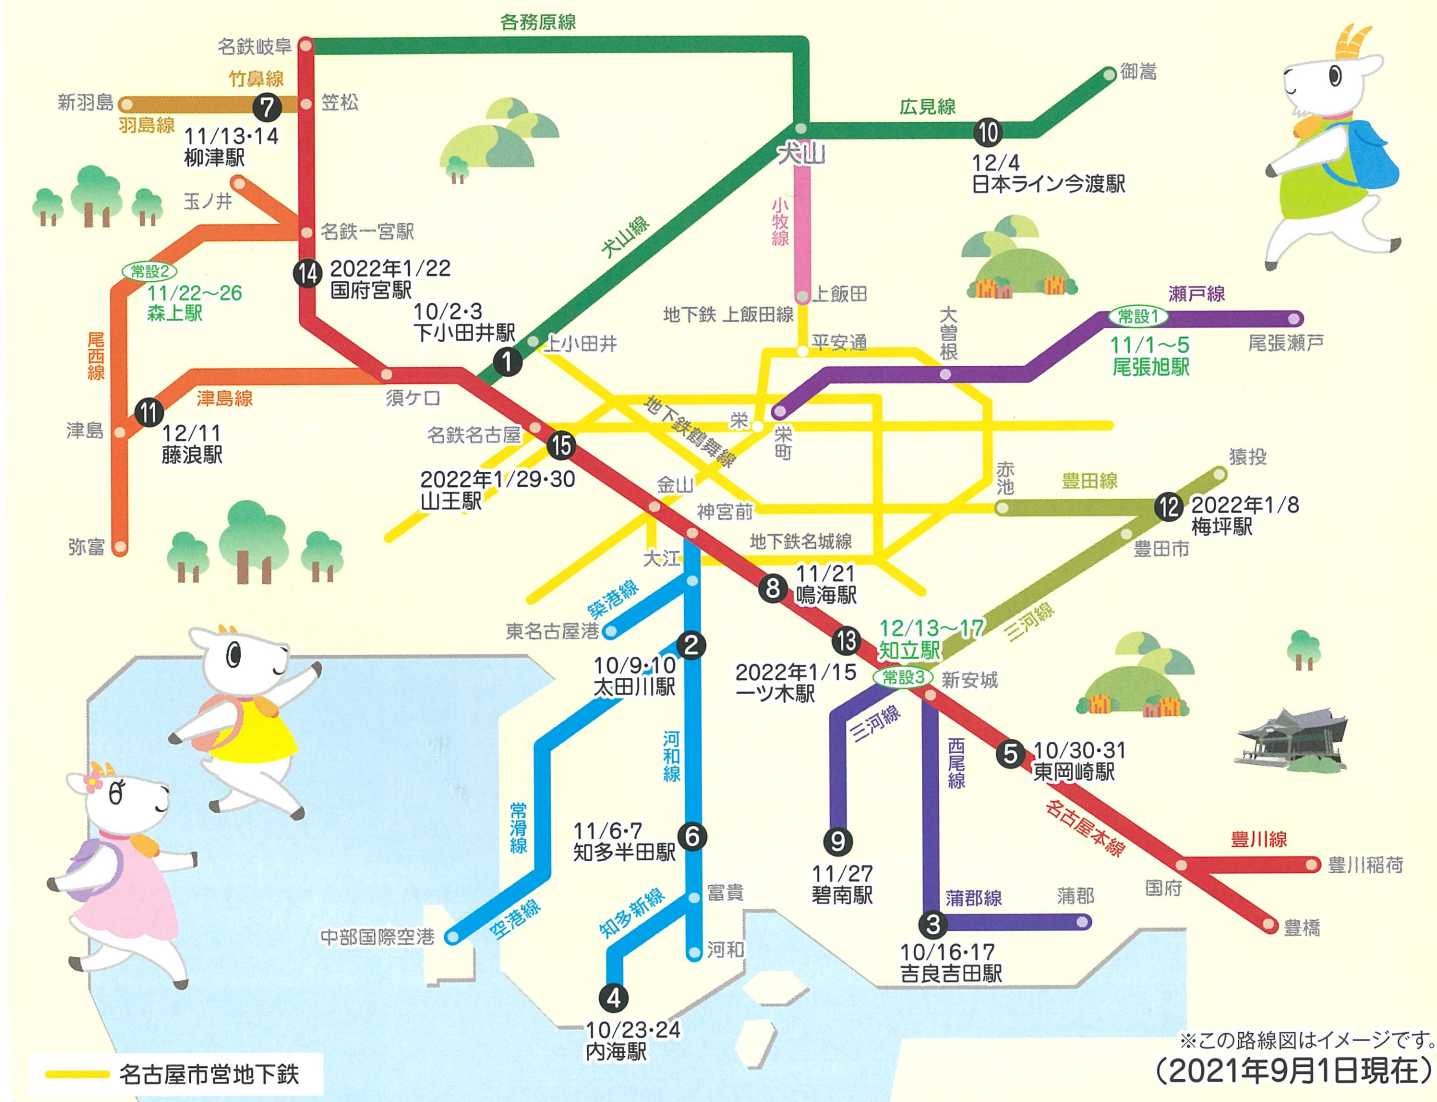 各務原線
名鉄岐阜
竹鼻線
新羽島
7
笠松
羽島線
11/13・14
柳津駅
御嵩
広見線
10
12/4
日本ライン今渡駅
犬山
玉ノ井
小牧線
名鉄一宮駅
犬山線
常設2
11/22~26
森上駅
14
2022年1/22
国府宮駅
10/2・3
下小田井駅
1
上小田井
上飯田
地下鉄 上飯田線
平安通
大曽根
瀬戸線
常設1
11/1~5
尾張旭駅
尾張瀬戸
尾西線
津島線
須ケ口
11
12/11
藤浪駅
津島
名鉄名古屋
15
2022年1/29・30
山王駅
地下鉄鶴舞線
栄
栄町
金山
神宮前
赤池
豊田線
猿投
12
2022年1/8
梅坪駅
豊田市
弥富
大江
地下鉄名城線
築港線
東名古屋港
8
11/21
鳴海駅
13
2022年1/15
一ツ木駅
12/13~17
知立駅
常設3
三河線
新安城
2
10/9・10
太田川駅
河和線
三河線
西尾線
5
10/30・31
東岡崎駅
名古屋本線
常滑線
11/6・7
知多半田駅
6
9
11/27
碧南駅
豊川線
豊川稲荷
国府
豊橋
中部国際空港
空港線
知多新線
富貴
河和
蒲郡線
蒲郡
3
10/16・17
吉良吉田駅
4
10/23・24
内海駅
名古屋市営地下鉄
※この路線図はイメージです。
(2021年9月1日現在)